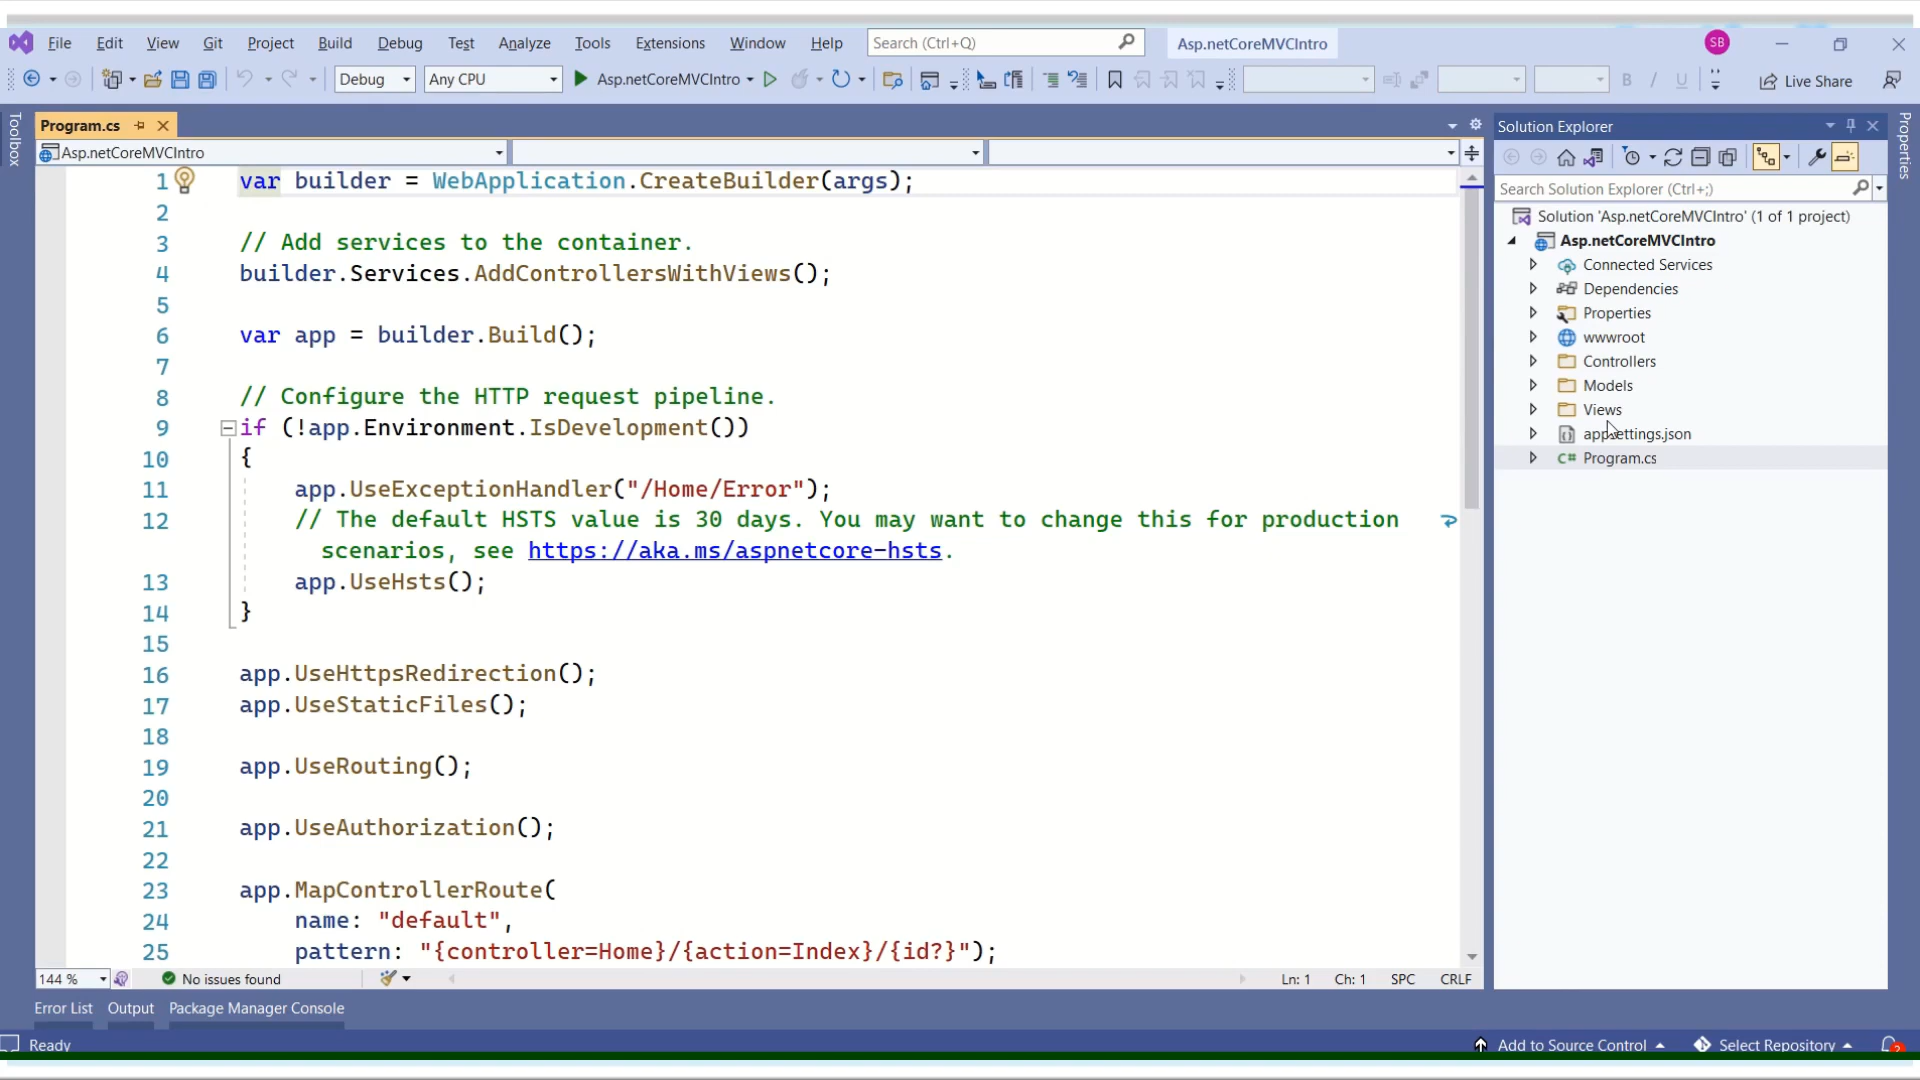 File Edit View Git Project Build Debug Test Analyze Tools Extensions Window Help Search (Ctrl+Q) Asp.netCoreMVCIntro SB
Debug Any CPU Asp.netCoreMVCIntro Live Share
Toolbox
Program.cs
Asp.netCoreMVCIntro
1 var builder = WebApplication.CreateBuilder(args);
2
3 // Add services to the container.
4 builder.Services.AddControllersWithViews();
5
6 var app = builder.Build();
7
8 // Configure the HTTP request pipeline.
9 if (!app.Environment.IsDevelopment())
10 {
11 app.UseExceptionHandler("/Home/Error");
12 // The default HSTS value is 30 days. You may want to change this for production
scenarios, see https://aka.ms/aspnetcore-hsts.
13 app.UseHsts();
14 }
15
16 app.UseHttpsRedirection();
17 app.UseStaticFiles();
18
19 app.UseRouting();
20
21 app.UseAuthorization();
22
23 app.MapControllerRoute(
24 name: "default",
25 pattern: "{controller=Home}/{action=Index}/{id?}");
144 % No issues found Ln: 1 Ch: 1 SPC CRLF
Solution Explorer
Search Solution Explorer (Ctrl+;)
Solution 'Asp.netCoreMVCIntro' (1 of 1 project)
Asp.netCoreMVCIntro
Connected Services
Dependencies
Properties
wwwroot
Controllers
Models
Views
appsettings.json
C# Program.cs
Properties
Error List Output Package Manager Console
Ready Add to Source Control Select Repository 2